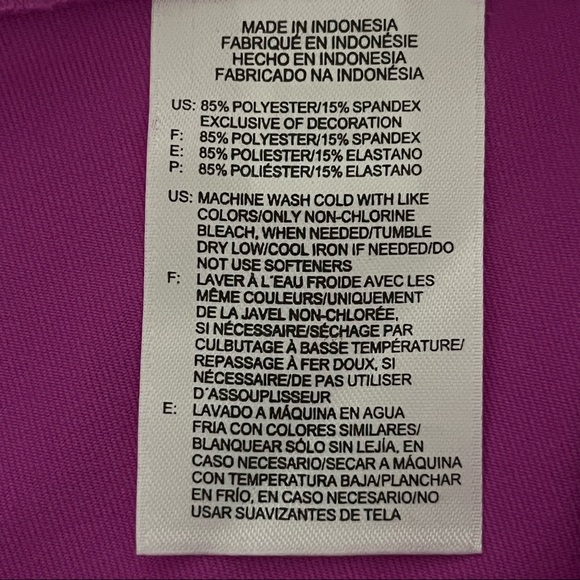 MADE IN INDONESIA
FABRIQUÉ EN INDONÉSIE
HECHO EN INDONESIA
FABRICADO NA INDONÉSIA
US: 85% POLYESTER/15% SPANDEX
EXCLUSIVE OF DECORATION
F: 85% POLYESTER/15% SPANDEX
E: 85% POLIESTER/15% ELASTANO
P: 85% POLIÉSTER/15% ELASTANO
US: MACHINE WASH COLD WITH LIKE
COLORS/ONLY NON-CHLORINE
BLEACH, WHEN NEEDED/TUMBLE
DRY LOW/COOL IRON IF NEEDED/DO
NOT USE SOFTENERS
F: LAVER À L'EAU FROIDE AVEC LES
MÊME COULEURS/UNIQUEMENT
DE LA JAVEL NON-CHLORÉE,
SI NÉCESSAIRE/SÉCHAGE PAR
CULBUTAGE À BASSE TEMPÉRATURE/
REPASSAGE À FER DOUX, SI
NÉCESSAIRE/DE PAS UTILISER
D'ASSOUPLISSEUR
E: LAVADO A MÁQUINA EN AGUA
FRIA CON COLORES SIMILARES/
BLANQUEAR SÓLO SIN LEJÍA, EN
CASO NECESARIO/SECAR A MÁQUINA
CON TEMPERATURA BAJA/PLANCHAR
EN FRÍO, EN CASO NECESARIO/NO
USAR SUAVIZANTES DE TELA